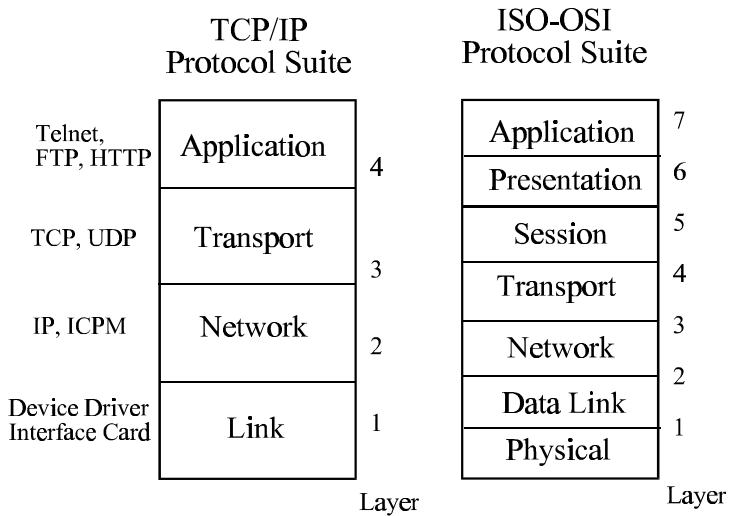 TCP/IP
Protocol Suite
Telnet,
FTP, HTTP
Application
4
TCP, UDP
Transport
3
IP, ICPM
Network
2
Device Driver
Interface Card
Link
1
Layer
ISO-OSI
Protocol Suite
Application
7
Presentation
6
Session
5
Transport
4
Network
3
Data Link
2
Physical
1
Layer